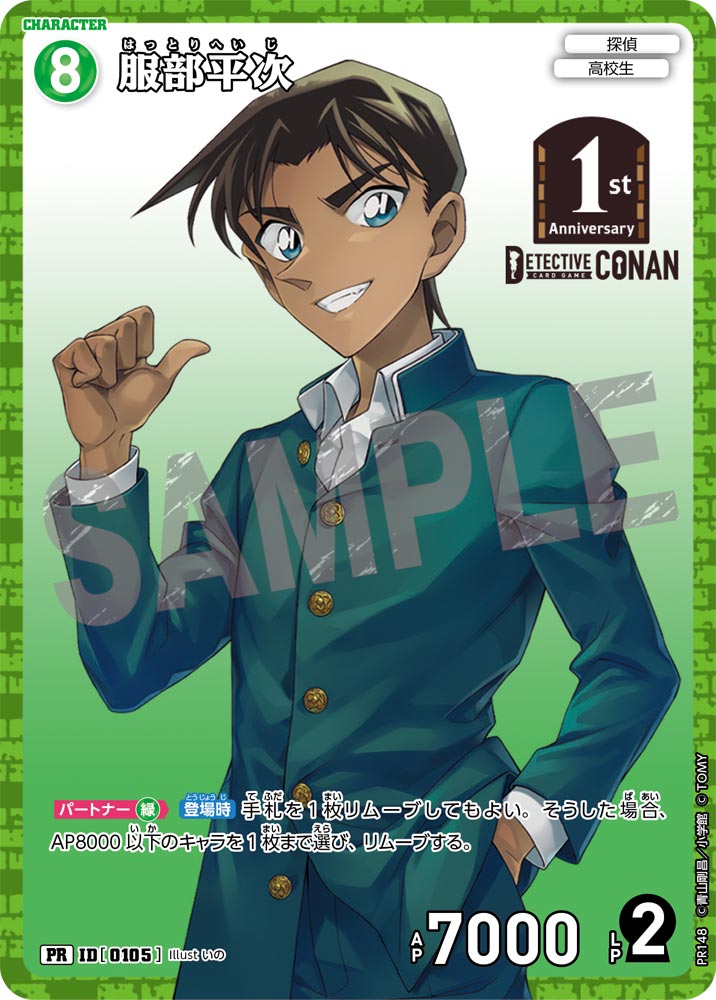 CHARACTER
8
はっとりへいじ
服部平次
探偵
高校生
1st
Anniversary
DETECTIVE CONAN
CARD GAME
SAMPLE
パートナー 緑 登場時 手札を1枚リムーブしてもよい。そうした場合、
AP8000以下のキャラを1枚まで選び、リムーブする。
PR ID[0105] Illust いの
AP 7000 LP 2
PR148 ©青山剛昌/小学館 ©TOMY